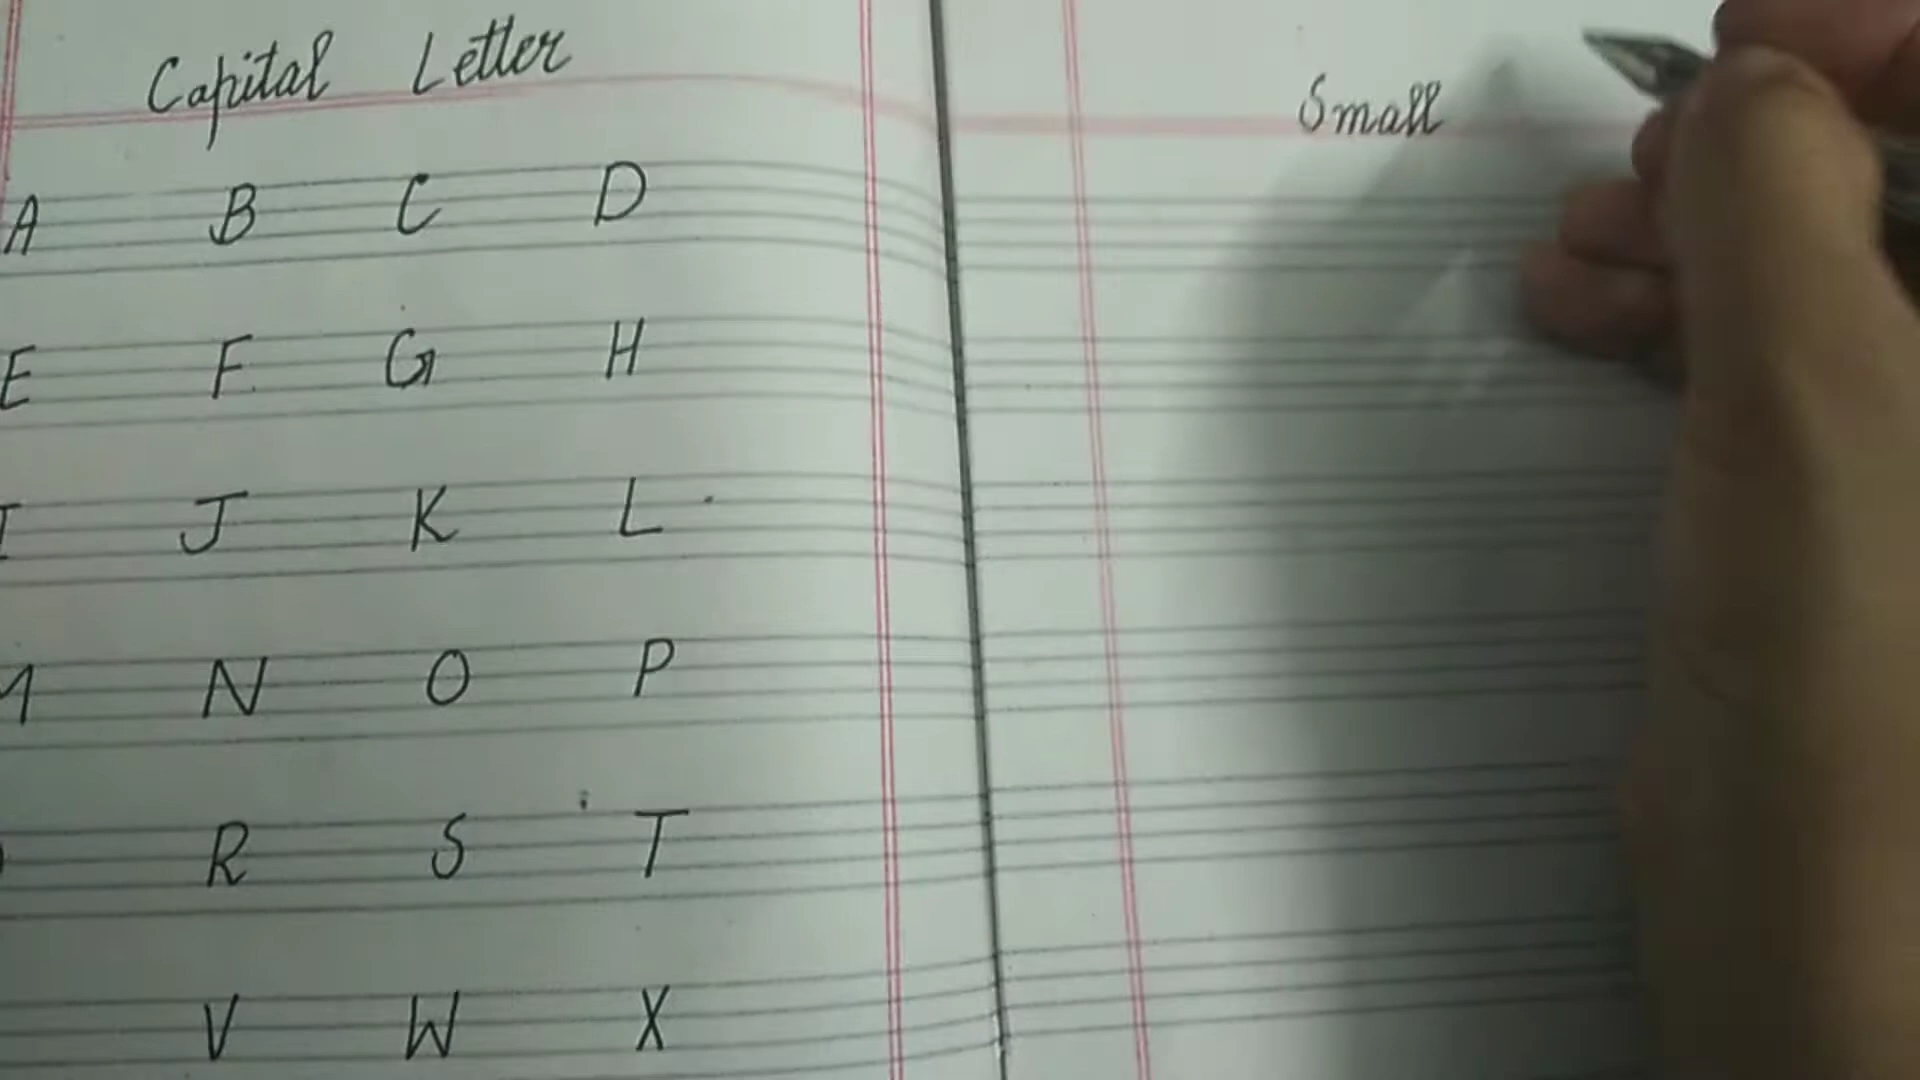 Capital Letter
Small
A B C D
E F G H
I J K L
M N O P
R S T
V W X